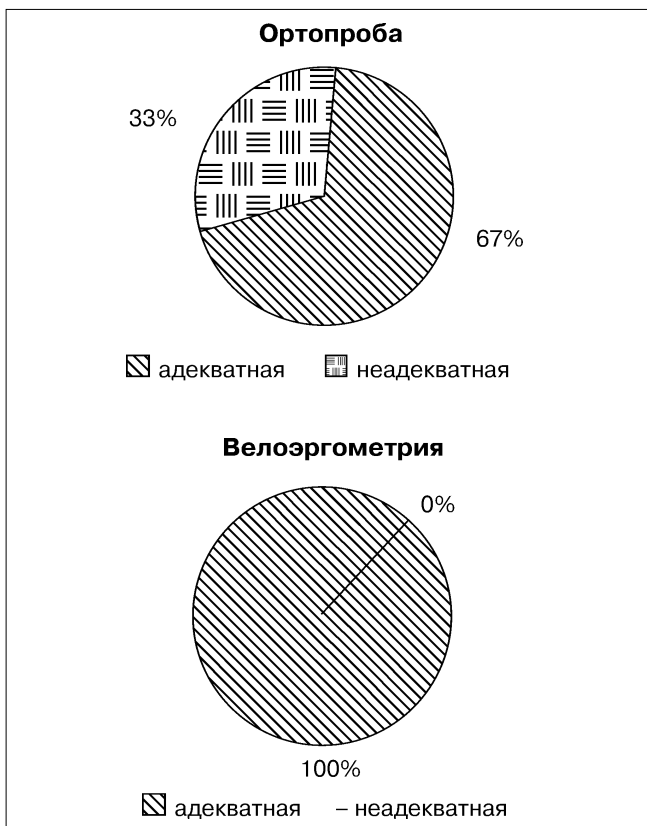 Ортопроба
33%
67%
адекватная неадекватная
Велоэргометрия
0%
100%
адекватная – неадекватная